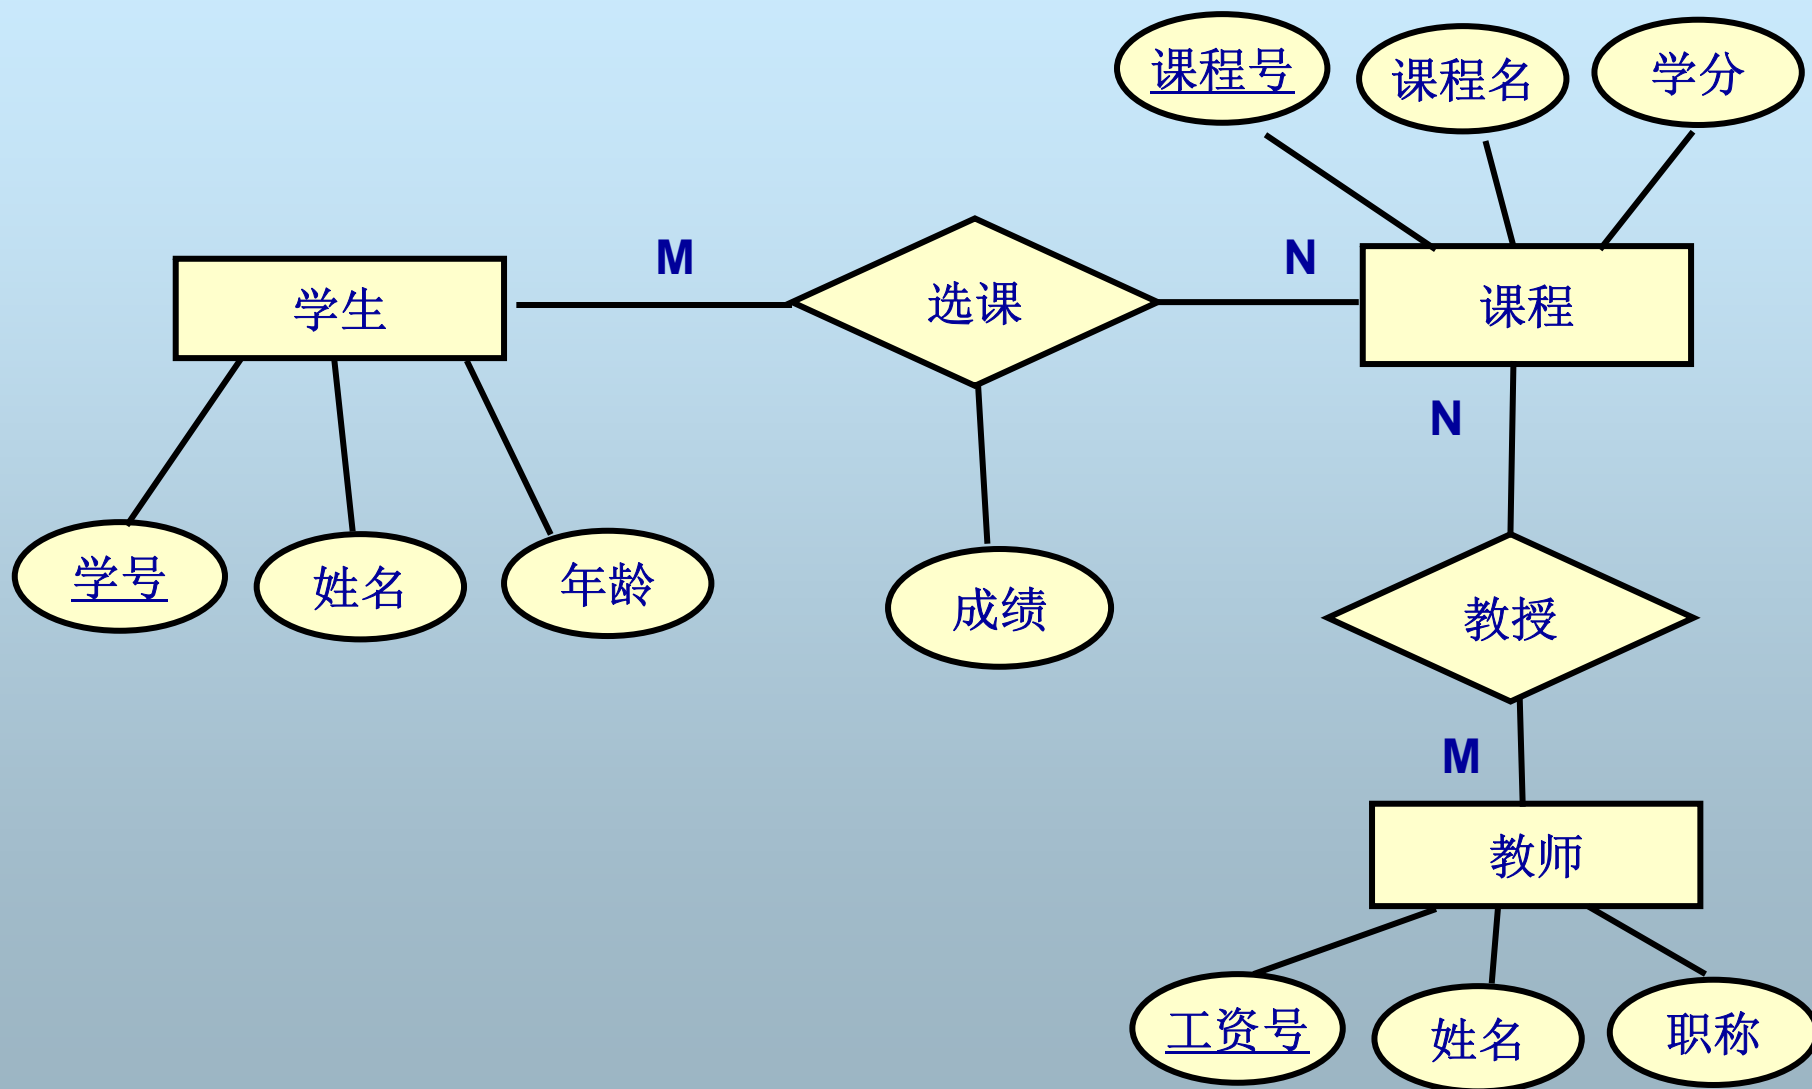 课程号
课程名
学分
M
N
学生
选课
课程
N
学号
姓名
年龄
成绩
教授
M
教师
工资号
姓名
职称